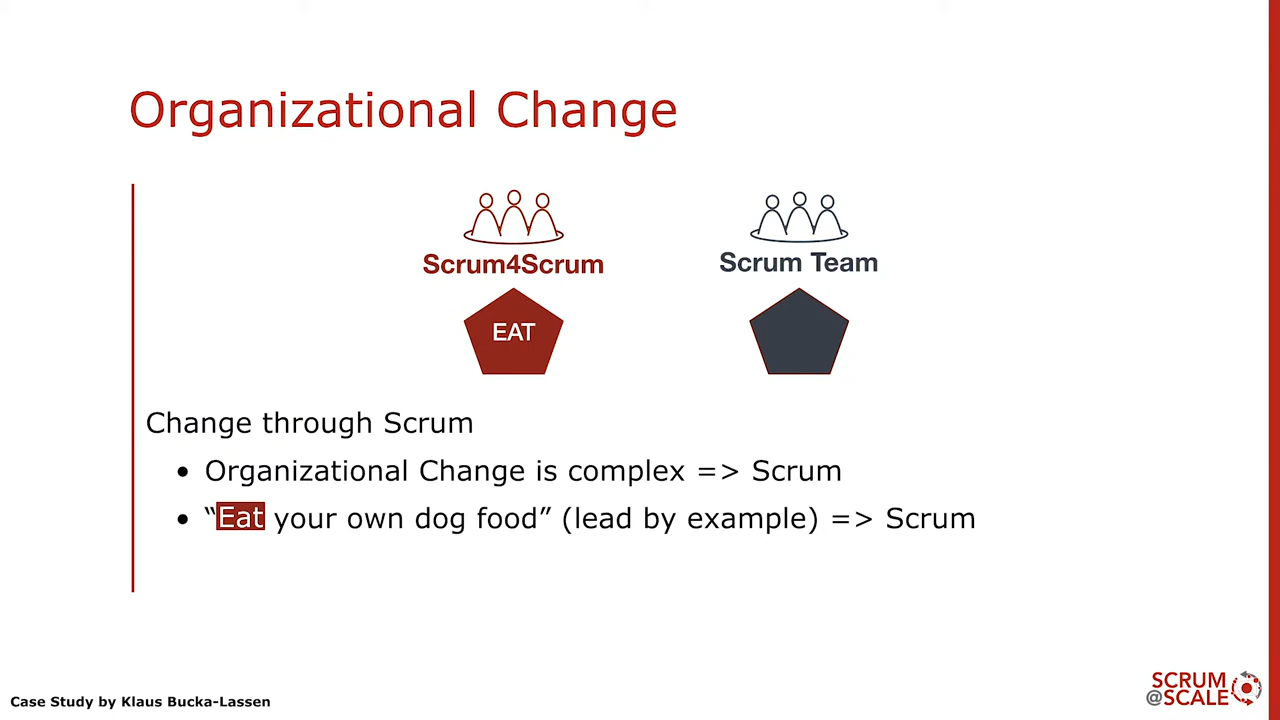 Organizational Change
Scrum4Scrum
Scrum Team
EAT
Change through Scrum
• Organizational Change is complex => Scrum
• “Eat your own dog food” (lead by example) => Scrum
Case Study by Klaus Bucka-Lassen
SCRUM
@SCALE